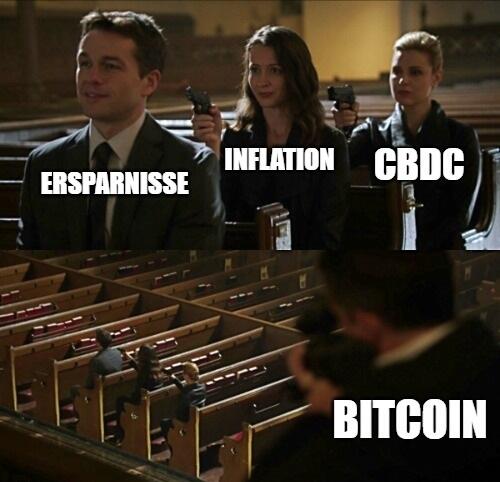 ERSPARNISSE
INFLATION
CBDC
BITCOIN